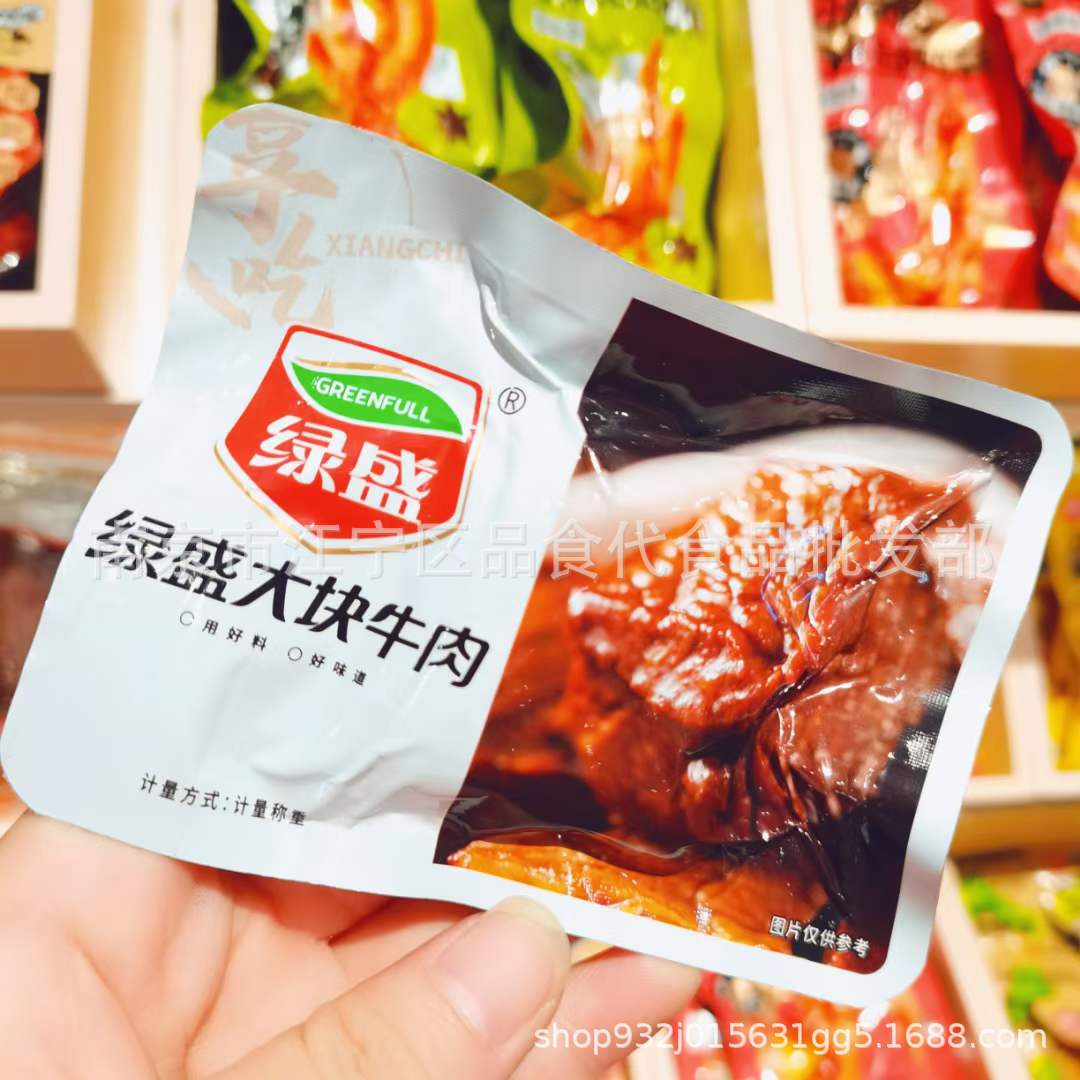 享吃
XIANGCHI
GREENFULL
®
绿盛
绿盛大块牛肉
用好料 好味道
计量方式:计量称重
图片仅供参考
南京市江宁区品食代食品批发部
shop932j015631gg5.1688.com